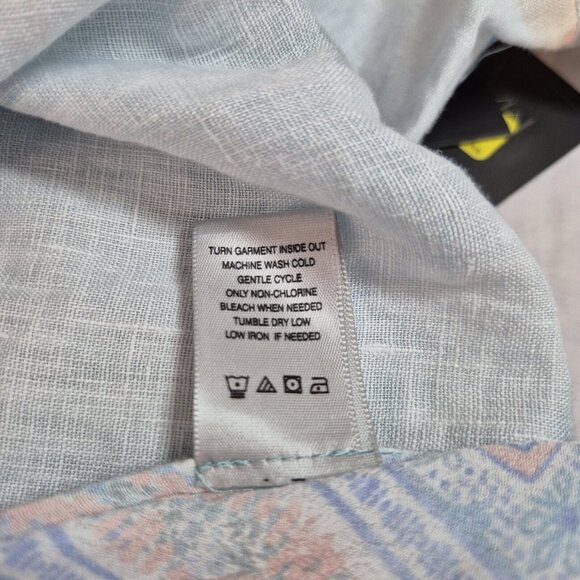 TURN GARMENT INSIDE OUT
MACHINE WASH COLD
GENTLE CYCLE
ONLY NON-CHLORINE
BLEACH WHEN NEEDED
TUMBLE DRY LOW
LOW IRON IF NEEDED